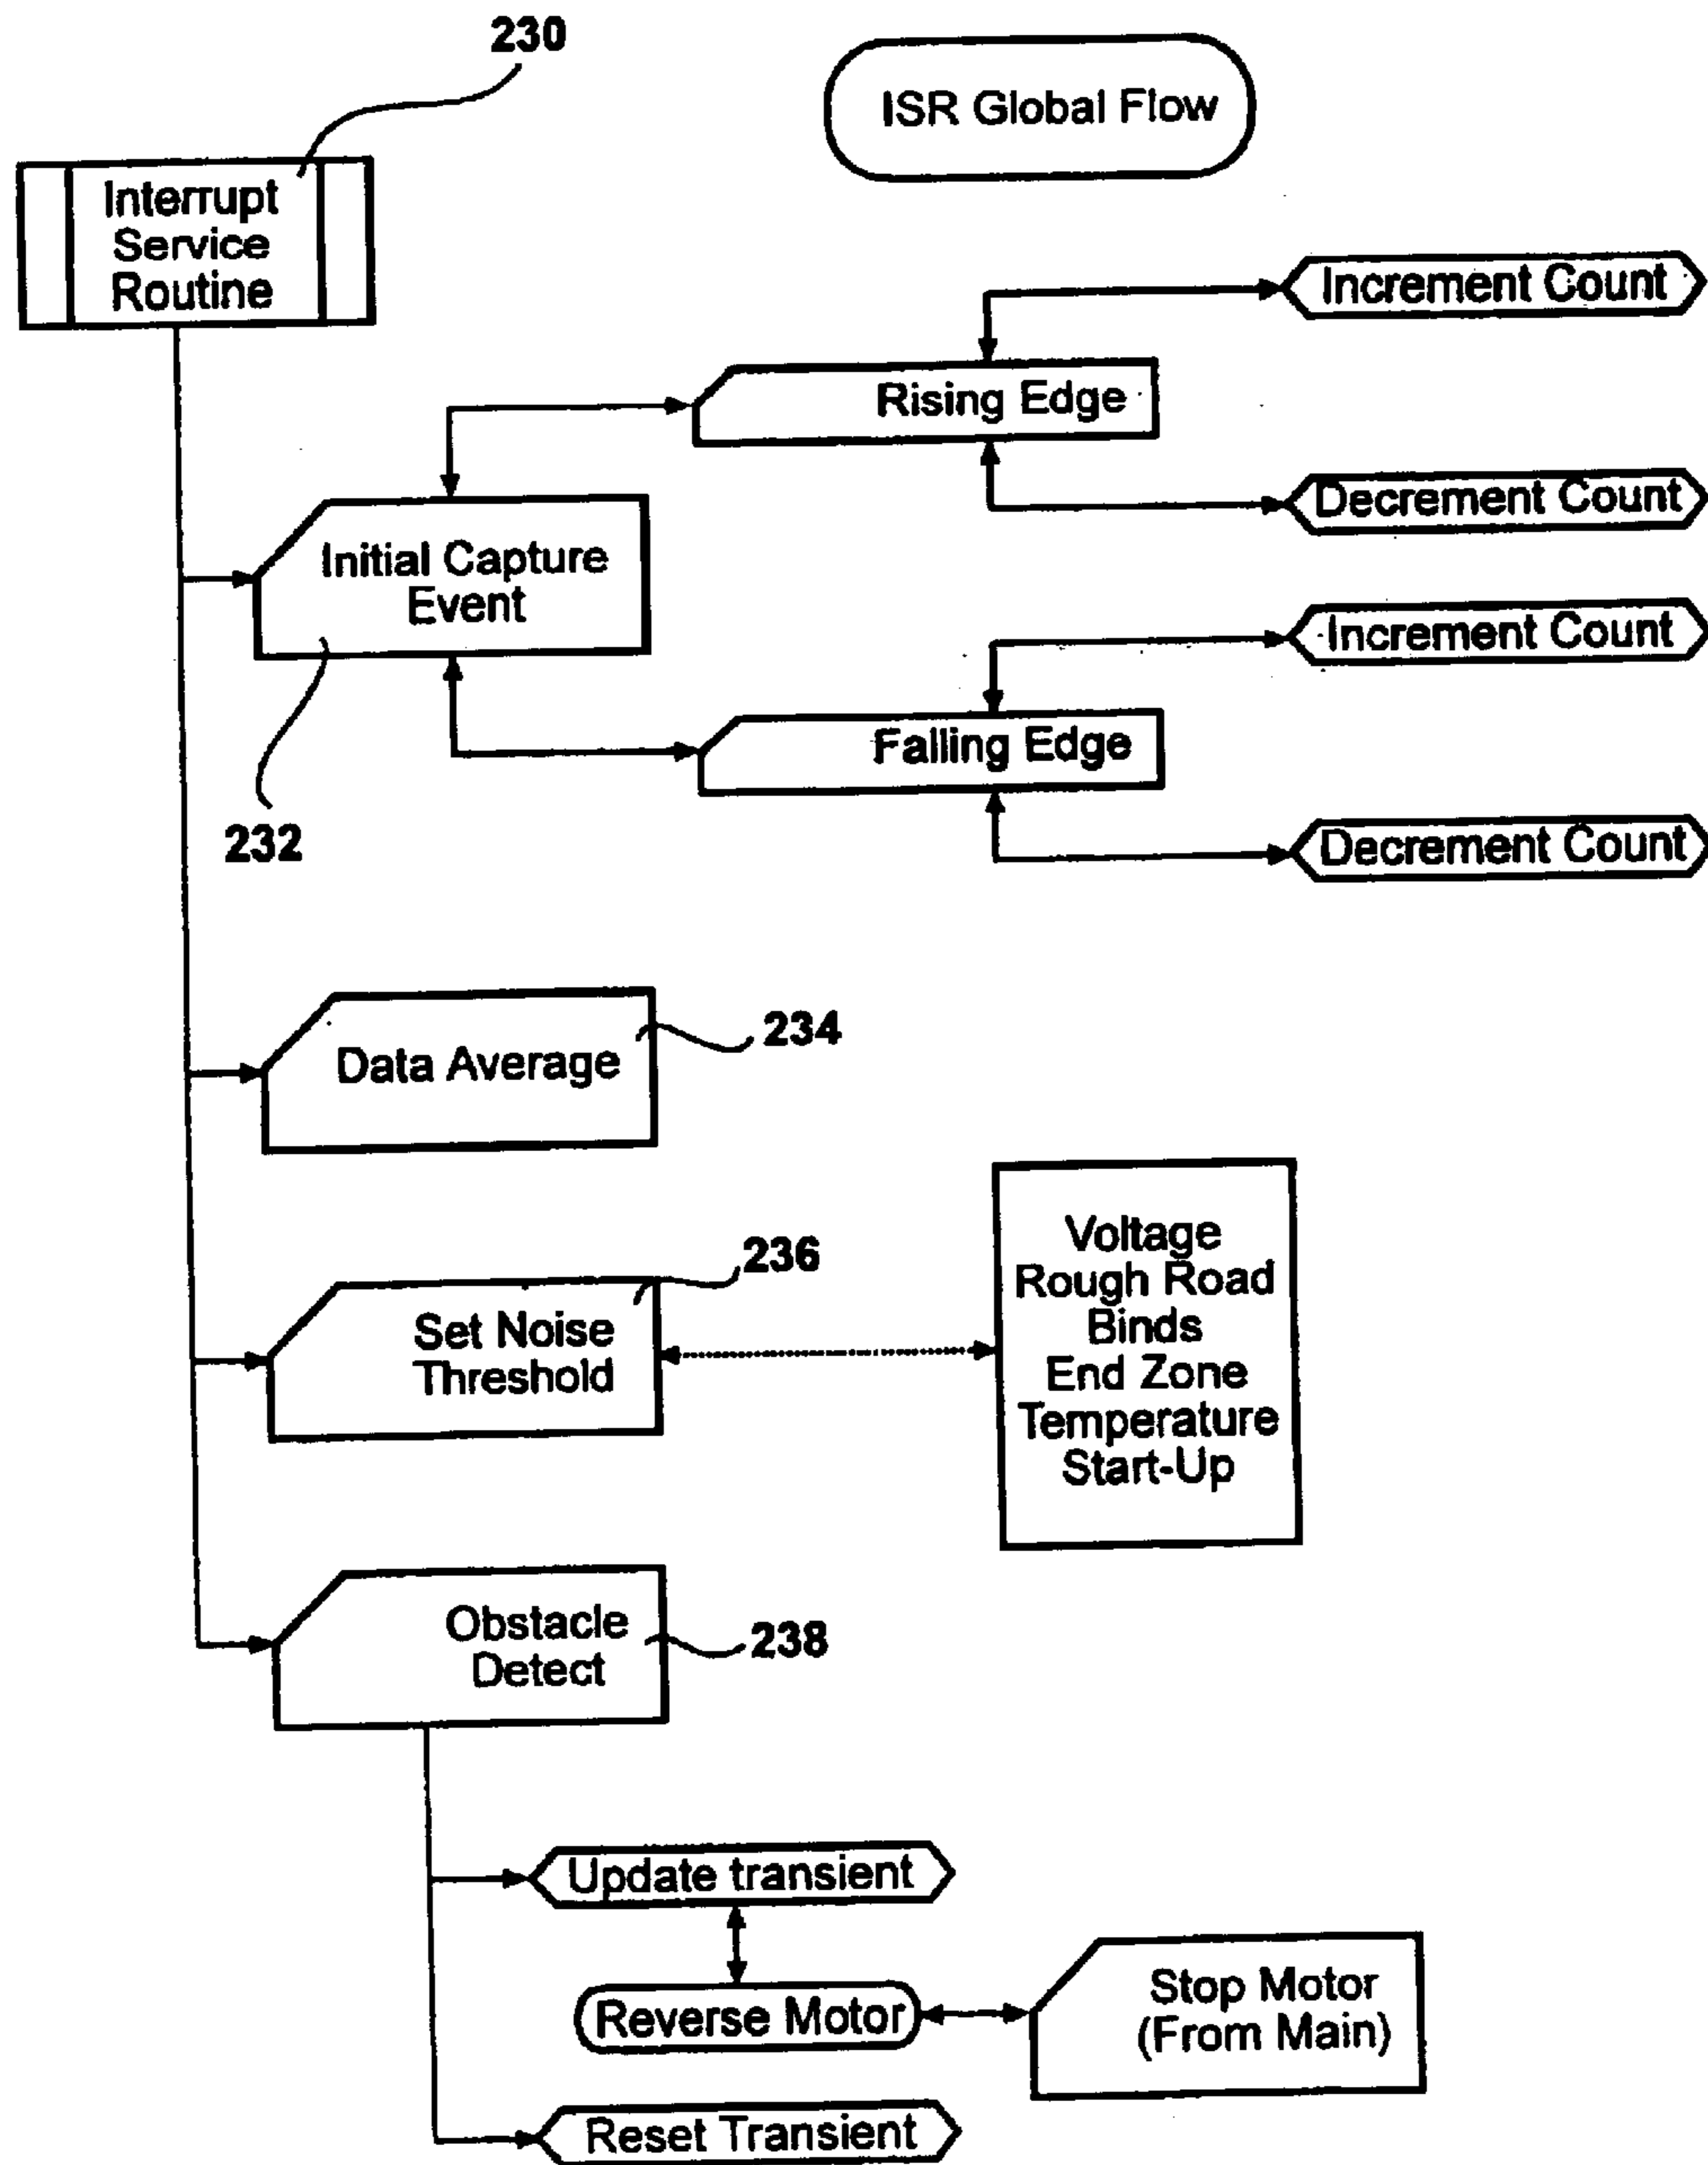 230
ISR Global Flow
Interrupt
Service
Routine
Increment Count
Rising Edge
Decrement Count
Initial Capture
Event
Increment Count
Falling Edge
232
Decrement Count
234
Data Average
236
Set Noise
Threshold
Voltage
Rough Road
Binds
End Zone
Temperature
Start-Up
Obstacle
Detect
238
Update transient
Reverse Motor
Stop Motor
(From Main)
Reset Transient